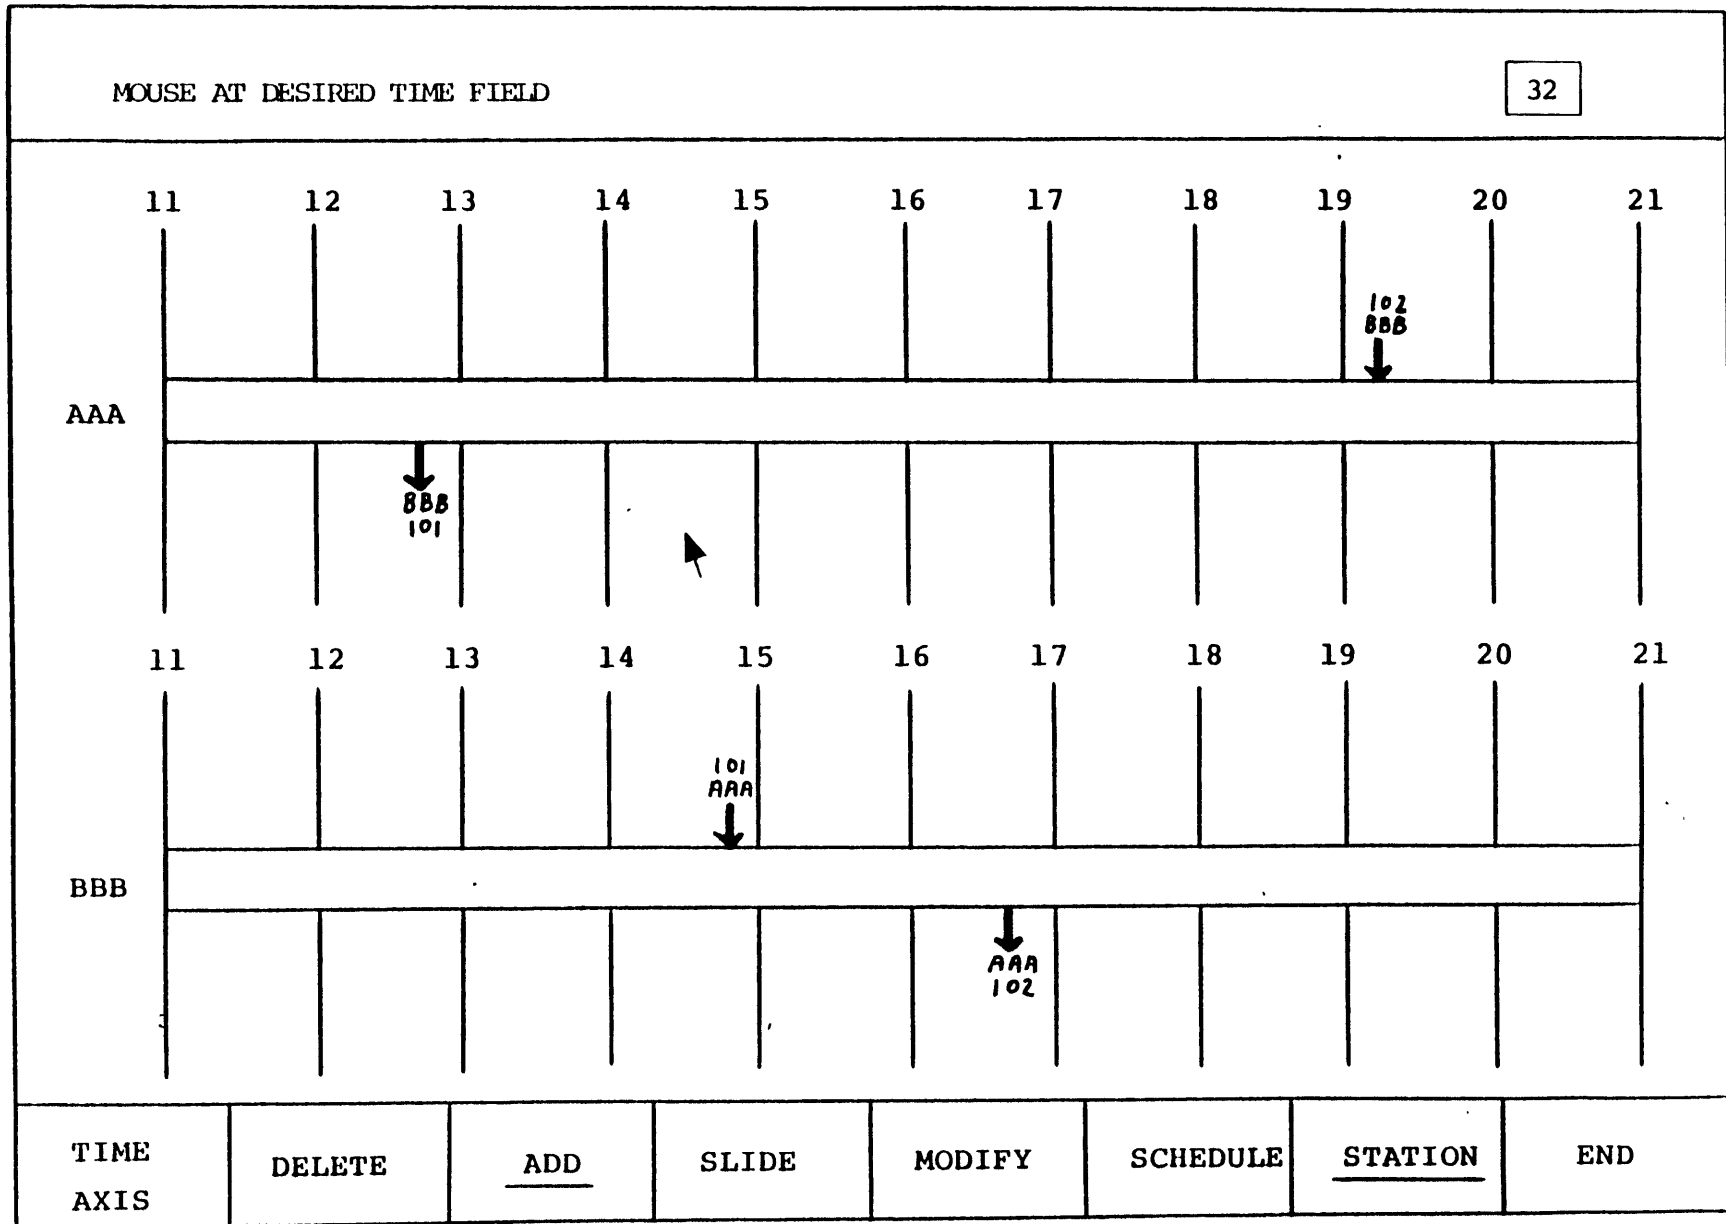 MOUSE AT DESIRED TIME FIELD
32
11 12 13 14 15 16 17 18 19 20 21
102
BBB
AAA
BBB
101
11 12 13 14 15 16 17 18 19 20 21
101
AAA
BBB
AAA
102
TIME AXIS
DELETE
ADD
SLIDE
MODIFY
SCHEDULE
STATION
END